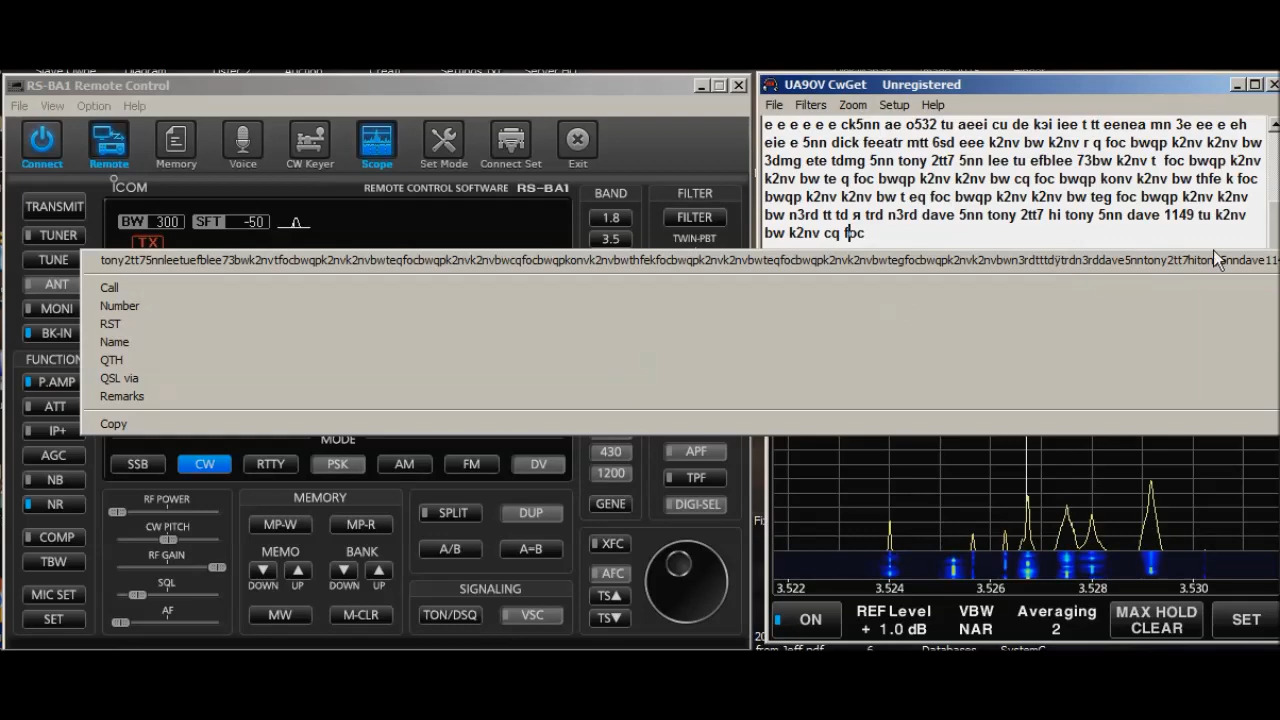 RS-BA1 Remote Control
File View Option Help
Connect Remote Memory Voice CW Keyer Scope Set Mode Connect Set Exit
ICOM REMOTE CONTROL SOFTWARE RS-BA1
BW 300 SFT -50
TX
TRANSMIT
TUNER
TUNE
ANT
MONI
BK-IN
FUNCTION
P.AMP
ATT
IP+
AGC
NB
NR
COMP
TBW
MIC SET
SET
BAND
1.8
3.5
FILTER
FILTER
TWIN-PBT
UA9OV CwGet Unregistered
File Filters Zoom Setup Help
e e e e e e ck5nn ae o532 tu aeei cu de kэi iee t tt eenea mn 3e ee e eh
eie e 5nn dick feeatr mtt 6sd eee k2nv bw k2nv r q foc bwqp k2nv k2nv bw
3dmg ete tdmg 5nn tony 2tt7 5nn lee tu efblee 73bw k2nv t foc bwqp k2nv
k2nv bw te q foc bwqp k2nv k2nv bw cq foc bwqp konv k2nv bw thfe k foc
bwqp k2nv k2nv bw t eq foc bwqp k2nv k2nv bw teg foc bwqp k2nv k2nv
bw n3rd tt td я trd n3rd dave 5nn tony 2tt7 hi tony 5nn dave 1149 tu k2nv
bw k2nv cq foc
tony2tt75nnleetuefblee73bwk2nvtfocbwqpk2nvk2nvbwteqfocbwqpk2nvk2nvbwcqfocbwqpkonvk2nvbwthfekfocbwqpk2nvk2nvbwteqfocbwqpk2nvk2nvbwtegfocbwqpk2nvk2nvbwn3rdtttdÿtrdn3rddave5nntony2tt7hitony5nndave11
Call
Number
RST
Name
QTH
QSL via
Remarks
Copy
MODE
SSB CW RTTY PSK AM FM DV
RF POWER
CW PITCH
RF GAIN
SQL
AF
MEMORY
MP-W MP-R
MEMO BANK
DOWN UP DOWN UP
MW M-CLR
SPLIT DUP
A/B A=B
SIGNALING
TON/DSQ VSC
430
1200
GENE
XFC
AFC
TS▲
TS▼
APF
TPF
DIGI-SEL
3.522 3.524 3.526 3.528 3.530
ON
REF Level
+ 1.0 dB
VBW
NAR
Averaging
2
MAX HOLD
CLEAR
SET
from Jeff.pdf 6 Databases SystemC